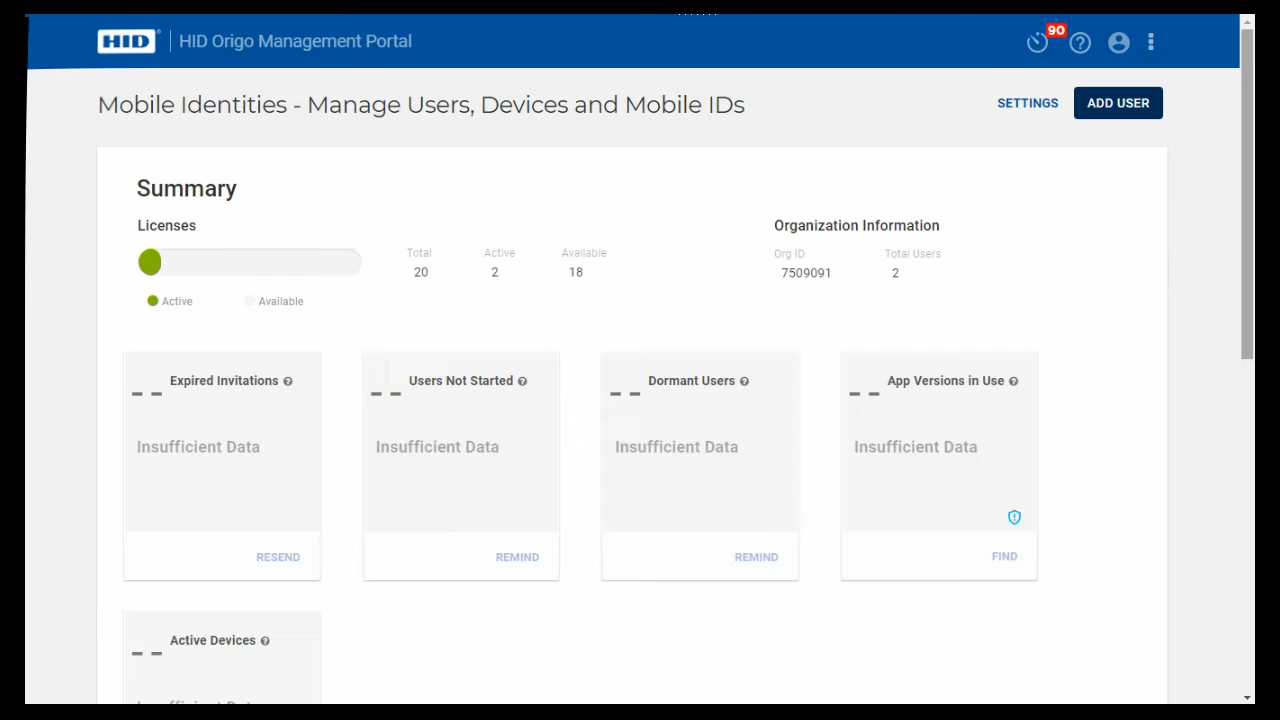 HID HID Origo Management Portal 90
Mobile Identities - Manage Users, Devices and Mobile IDs SETTINGS ADD USER
Summary
Licenses Organization Information
Total Active Available Org ID Total Users
20 2 18 7509091 2
Active Available
Expired Invitations Users Not Started Dormant Users App Versions in Use
-- -- -- --
Insufficient Data Insufficient Data Insufficient Data Insufficient Data
RESEND REMIND REMIND FIND
Active Devices
--
Insufficient Data